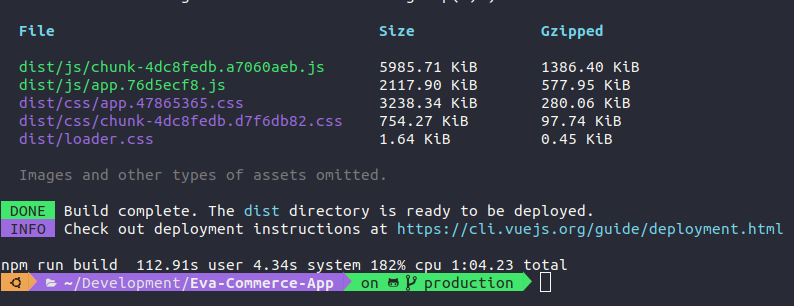 File Size Gzipped
dist/js/chunk-4dc8fedb.a7060aeb.js 5985.71 KiB 1386.40 KiB
dist/js/app.76d5ecf8.js 2117.90 KiB 577.95 KiB
dist/css/app.47865365.css 3238.34 KiB 280.06 KiB
dist/css/chunk-4dc8fedb.d7f6db82.css 754.27 KiB 97.74 KiB
dist/loader.css 1.64 KiB 0.45 KiB
Images and other types of assets omitted.
DONE Build complete. The dist directory is ready to be deployed.
INFO Check out deployment instructions at https://cli.vuejs.org/guide/deployment.html
npm run build 112.91s user 4.34s system 182% cpu 1:04.23 total
~/Development/Eva-Commerce-App on production